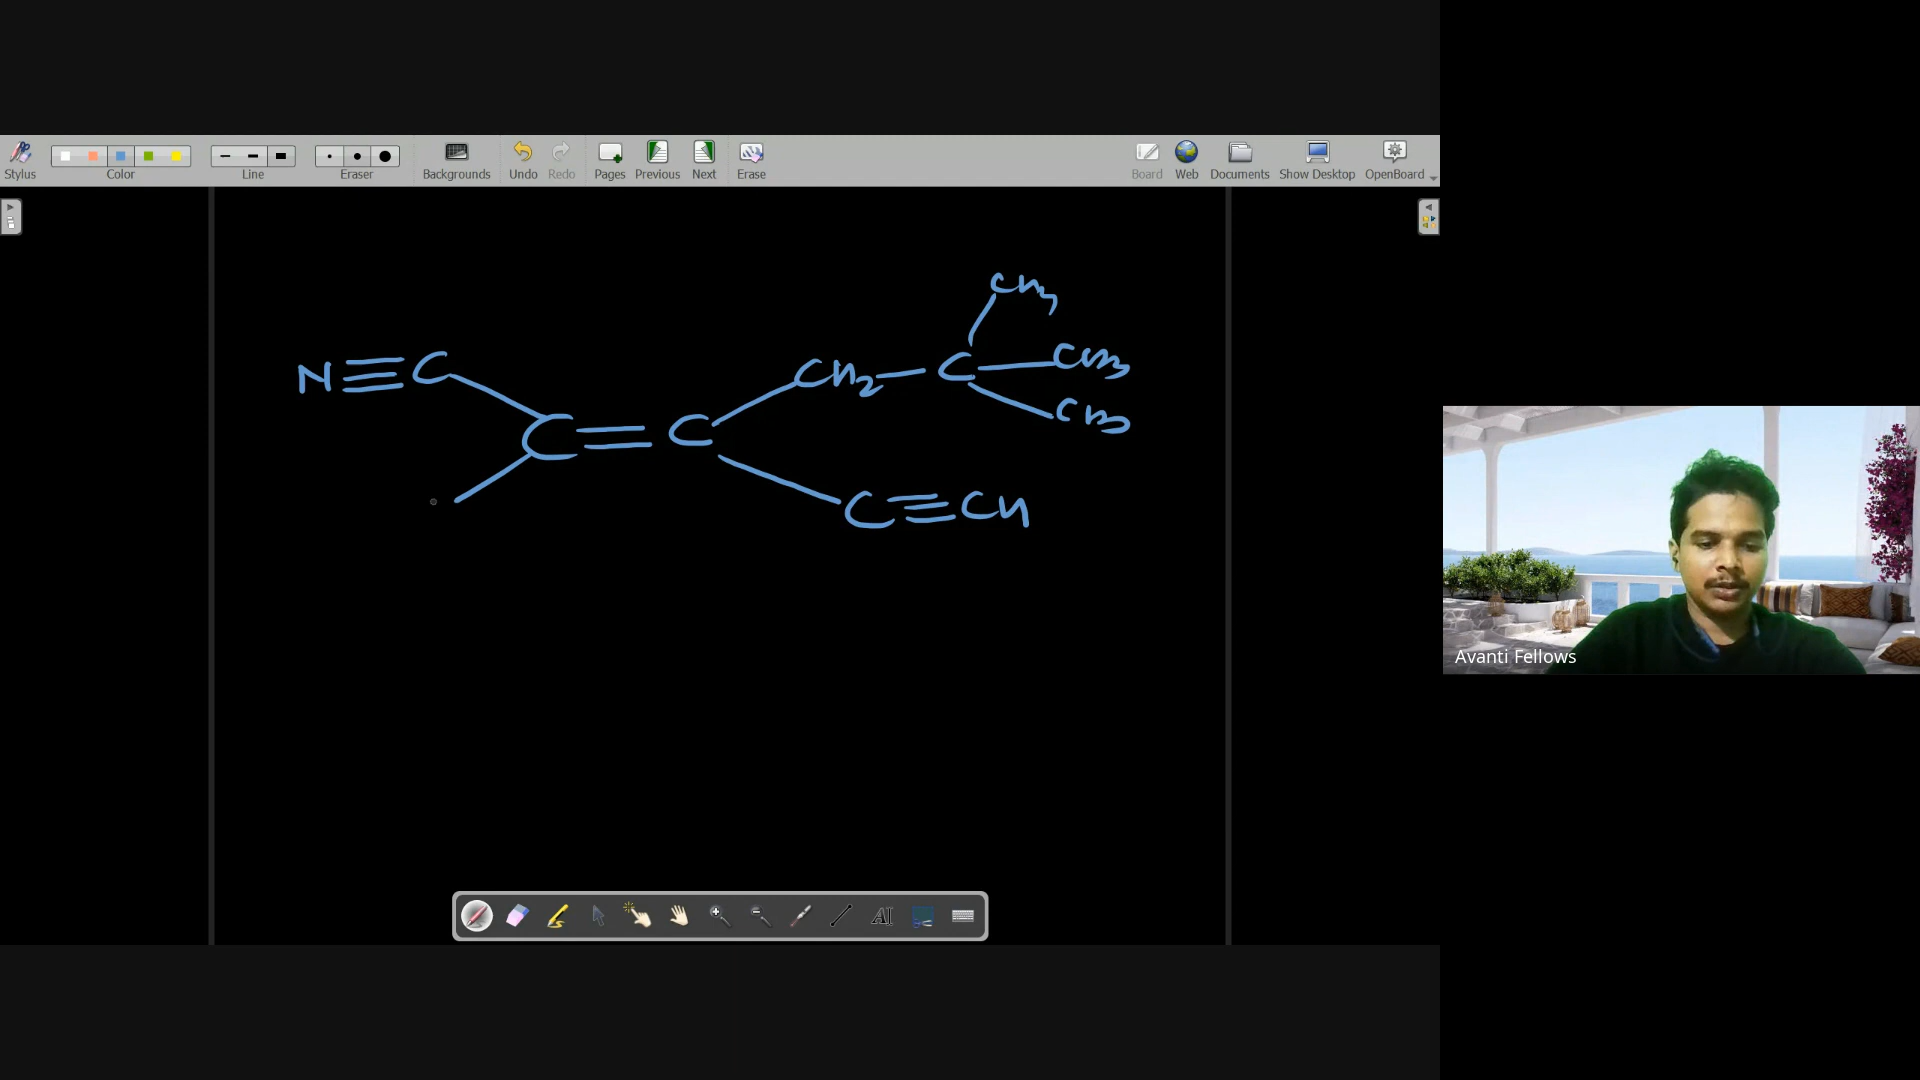 Stylus Color Line Eraser Backgrounds Undo Redo Pages Previous Next Erase Board Web Documents Show Desktop OpenBoard
CH3
N≡C CH2—C—CH3
C=C CH3
C≡CH
Avanti Fellows
AI